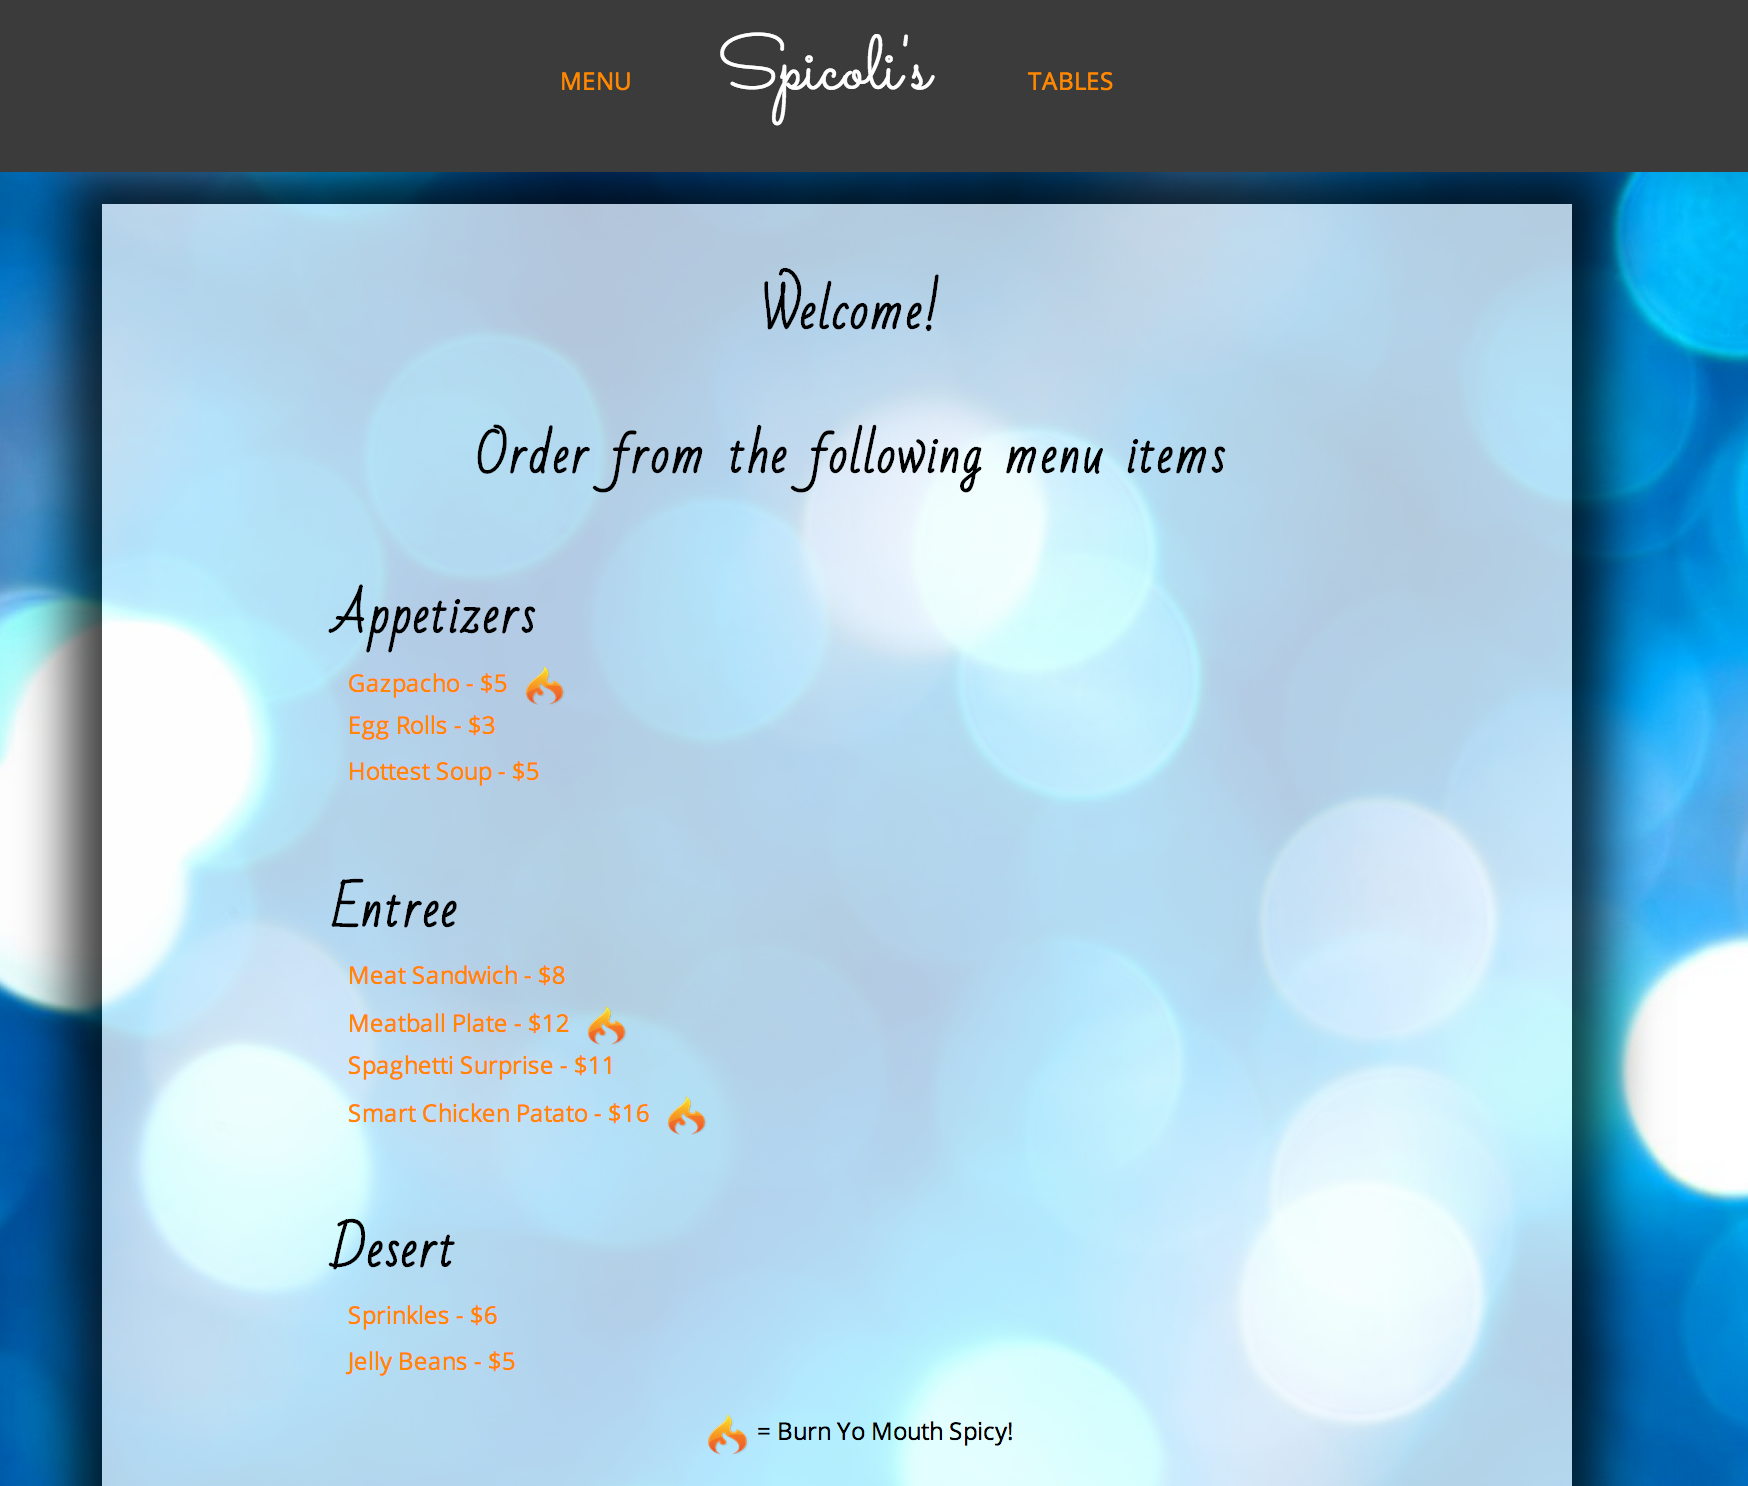 MENU
Spicoli's
TABLES
Welcome!
Order from the following menu items
Appetizers
Gazpacho - $5
Egg Rolls - $3
Hottest Soup - $5
Entree
Meat Sandwich - $8
Meatball Plate - $12
Spaghetti Surprise - $11
Smart Chicken Patato - $16
Desert
Sprinkles - $6
Jelly Beans - $5
= Burn Yo Mouth Spicy!